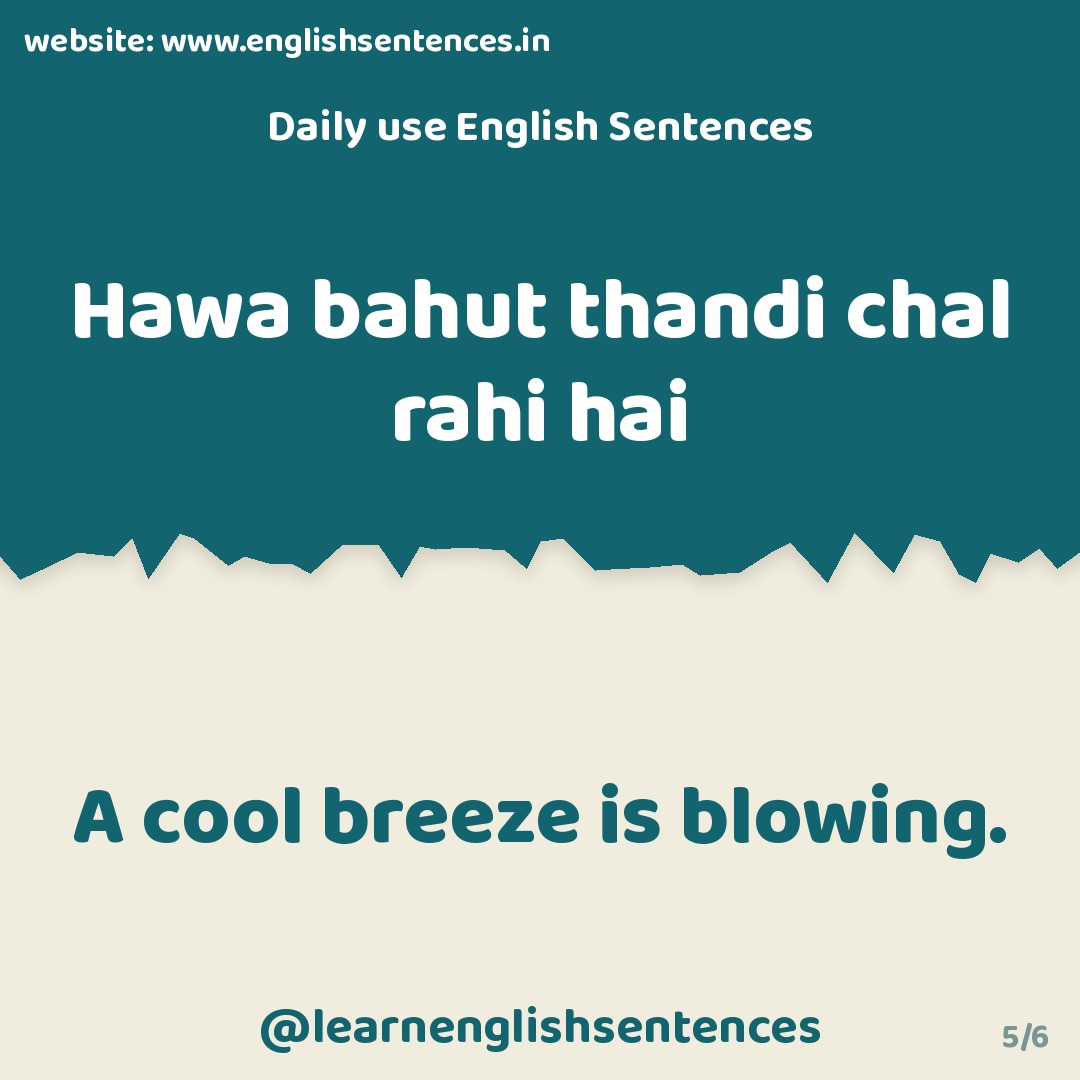 website: www.englishsentences.in
Daily use English Sentences
Hawa bahut thandi chal
rahi hai
A cool breeze is blowing.
@learnenglishsentences
5/6